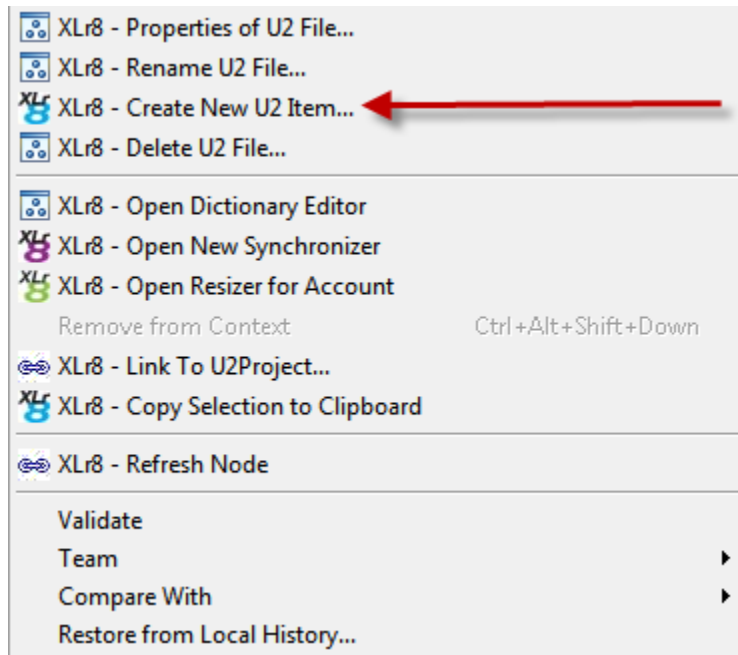 XLr8 - Properties of U2 File...
XLr8 - Rename U2 File...
XLr8 - Create New U2 Item...
XLr8 - Delete U2 File...
XLr8 - Open Dictionary Editor
XLr8 - Open New Synchronizer
XLr8 - Open Resizer for Account
Remove from Context Ctrl+Alt+Shift+Down
XLr8 - Link To U2Project...
XLr8 - Copy Selection to Clipboard
XLr8 - Refresh Node
Validate
Team
Compare With
Restore from Local History...